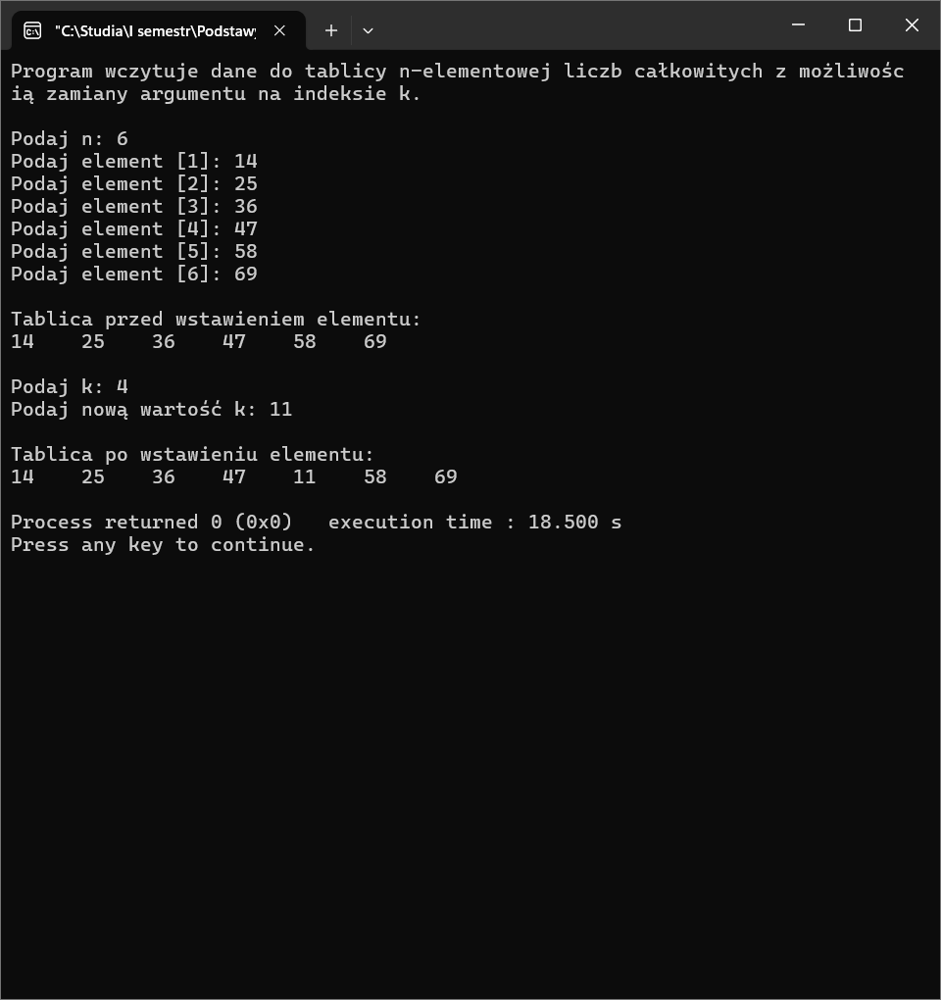 "C:\Studia\I semestr\Podstawy
Program wczytuje dane do tablicy n-elementowej liczb całkowitych z możliwośc
ią zamiany argumentu na indeksie k.
Podaj n: 6
Podaj element [1]: 14
Podaj element [2]: 25
Podaj element [3]: 36
Podaj element [4]: 47
Podaj element [5]: 58
Podaj element [6]: 69
Tablica przed wstawieniem elementu:
14    25    36    47    58    69
Podaj k: 4
Podaj nową wartość k: 11
Tablica po wstawieniu elementu:
14    25    36    47    11    58    69
Process returned 0 (0x0)   execution time : 18.500 s
Press any key to continue.